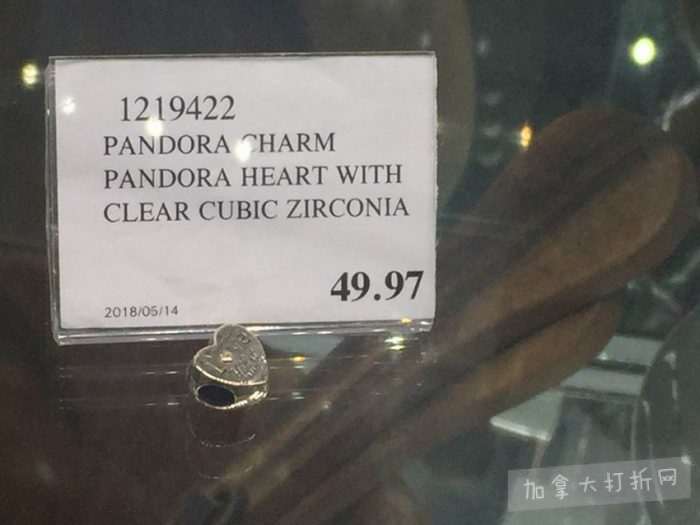 1219422
PANDORA CHARM
PANDORA HEART WITH
CLEAR CUBIC ZIRCONIA
49.97
2018/05/14
加拿大打折网